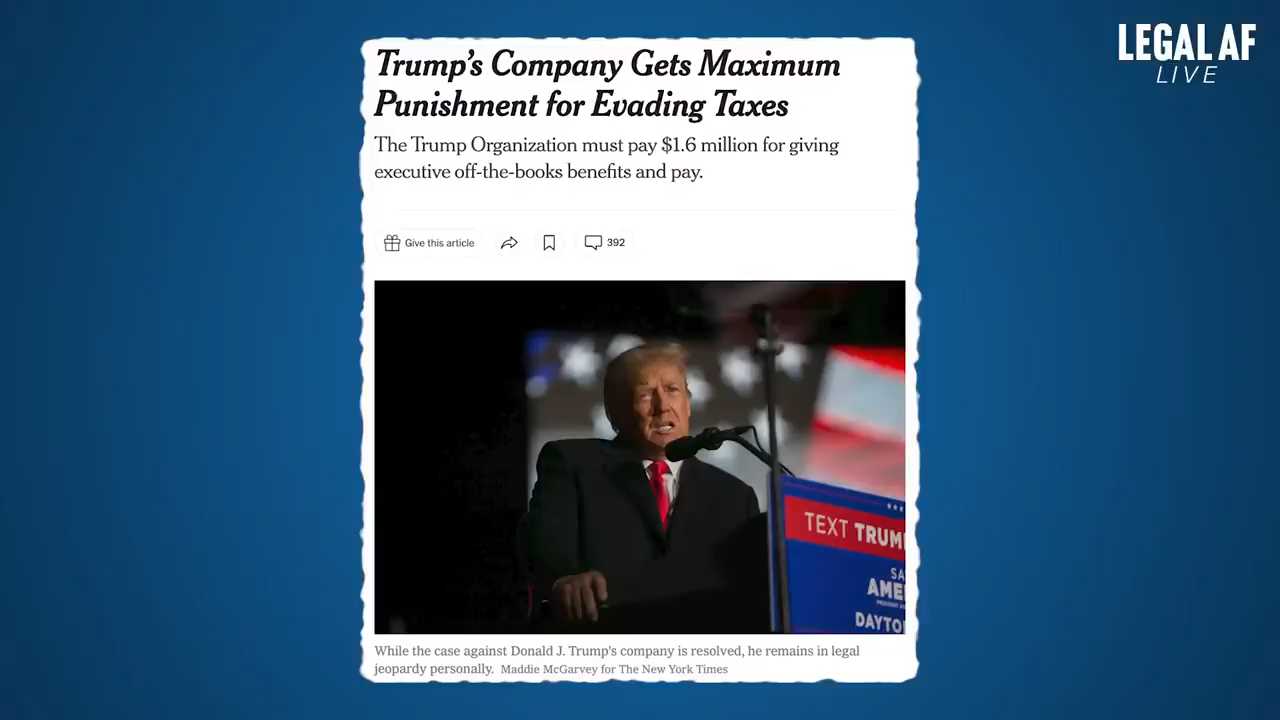 LEGAL AF
LIVE
Trump's Company Gets Maximum
Punishment for Evading Taxes
The Trump Organization must pay $1.6 million for giving
executive off-the-books benefits and pay.
Give this article
392
TEXT TRUM
SA
AME
DAYTO
While the case against Donald J. Trump's company is resolved, he remains in legal
jeopardy personally. Maddie McGarvey for The New York Times